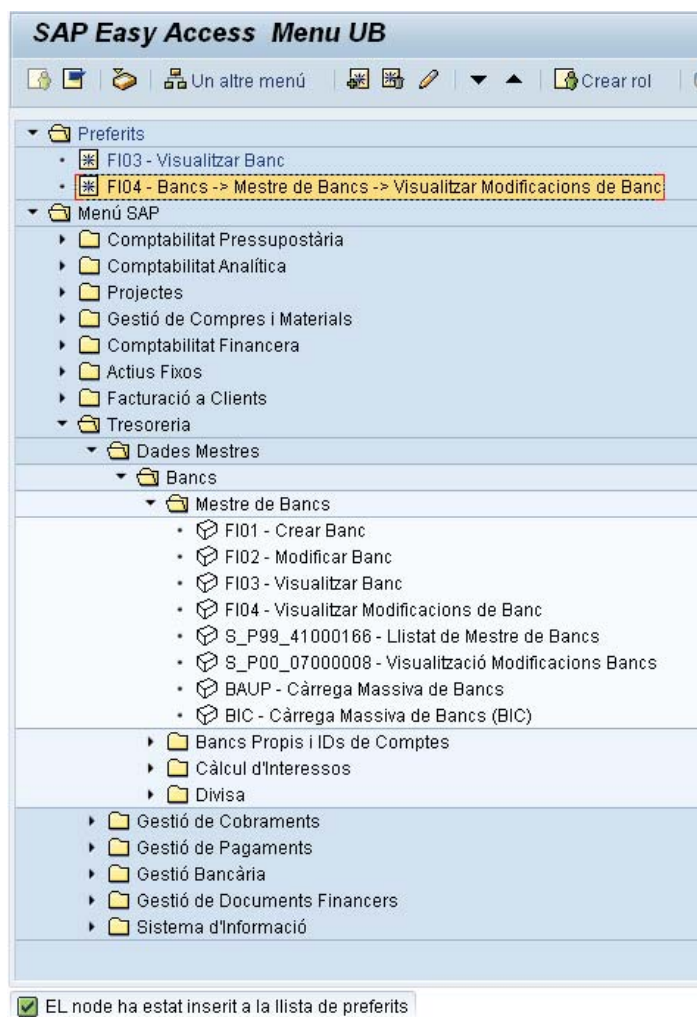 SAP Easy Access Menu UB
Un altre menú Crear rol
Preferits
FI03 - Visualitzar Banc
FI04 - Bancs -> Mestre de Bancs -> Visualitzar Modificacions de Banc
Menú SAP
Comptabilitat Pressupostària
Comptabilitat Analítica
Projectes
Gestió de Compres i Materials
Comptabilitat Financera
Actius Fixos
Facturació a Clients
Tresoreria
Dades Mestres
Bancs
Mestre de Bancs
FI01 - Crear Banc
FI02 - Modificar Banc
FI03 - Visualitzar Banc
FI04 - Visualitzar Modificacions de Banc
S_P99_41000166 - Llistat de Mestre de Bancs
S_P00_07000008 - Visualització Modificacions Bancs
BAUP - Càrrega Massiva de Bancs
BIC - Càrrega Massiva de Bancs (BIC)
Bancs Propis i IDs de Comptes
Càlcul d'Interessos
Divisa
Gestió de Cobraments
Gestió de Pagaments
Gestió Bancària
Gestió de Documents Financers
Sistema d'Informació
EL node ha estat inserit a la llista de preferits